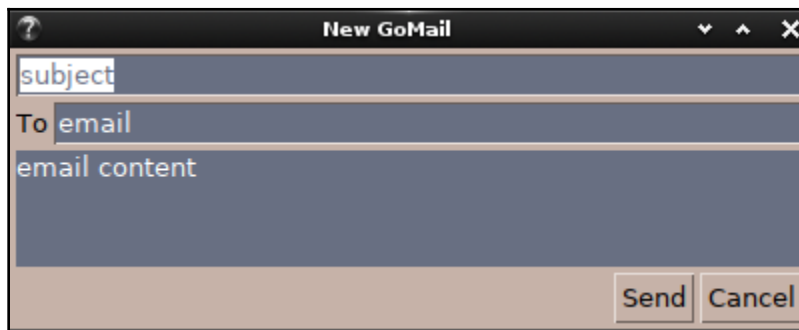 New GoMail
subject
To email
email content
Send Cancel